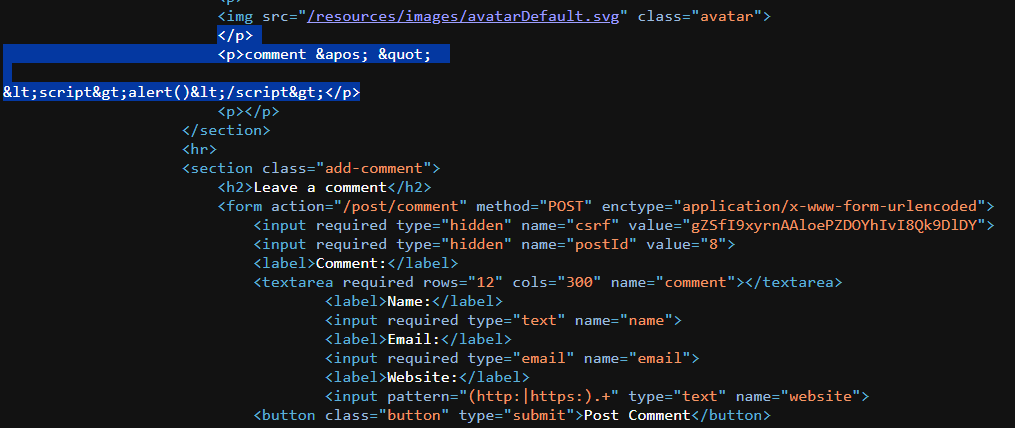 <p>
<img src="/resources/images/avatarDefault.svg" class="avatar">
</p>
<p>comment &apos; &quot;
&lt;script&gt;alert()&lt;/script&gt;</p>
<p></p>
</section>
<hr>
<section class="add-comment">
<h2>Leave a comment</h2>
<form action="/post/comment" method="POST" enctype="application/x-www-form-urlencoded">
<input required type="hidden" name="csrf" value="gZSfI9xyrnAAloePZDOYhIvI8Qk9DlDY">
<input required type="hidden" name="postId" value="8">
<label>Comment:</label>
<textarea required rows="12" cols="300" name="comment"></textarea>
<label>Name:</label>
<input required type="text" name="name">
<label>Email:</label>
<input required type="email" name="email">
<label>Website:</label>
<input pattern="(http:|https:).+" type="text" name="website">
<button class="button" type="submit">Post Comment</button>